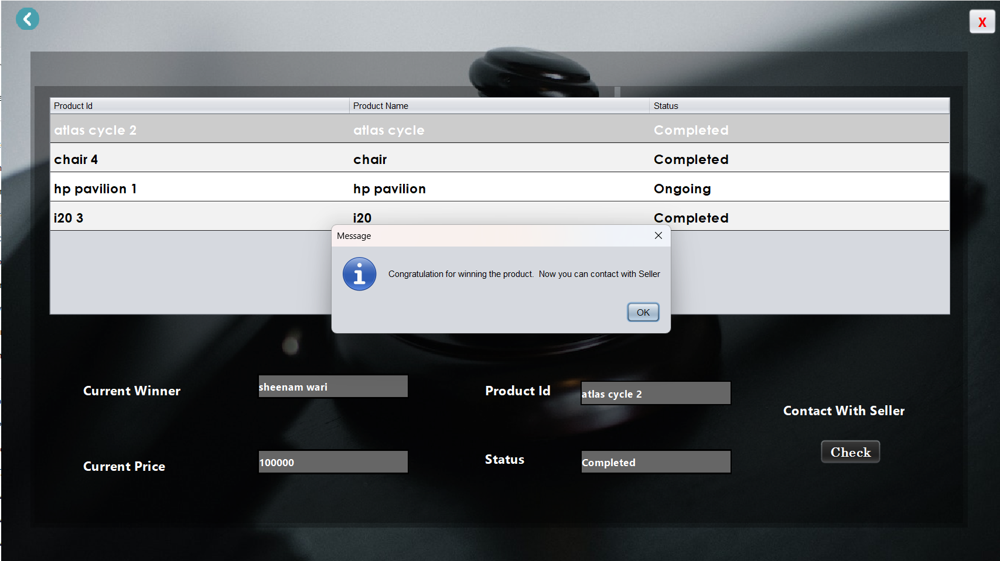 X
Product Id Product Name Status
atlas cycle 2 atlas cycle Completed
chair 4 chair Completed
hp pavilion 1 hp pavilion Ongoing
i20 3 i20 Completed
Message
Congratulation for winning the product.  Now you can contact with Seller
OK
Current Winner sheenam wari Product Id atlas cycle 2
Contact With Seller
Current Price 100000 Status Completed
Check